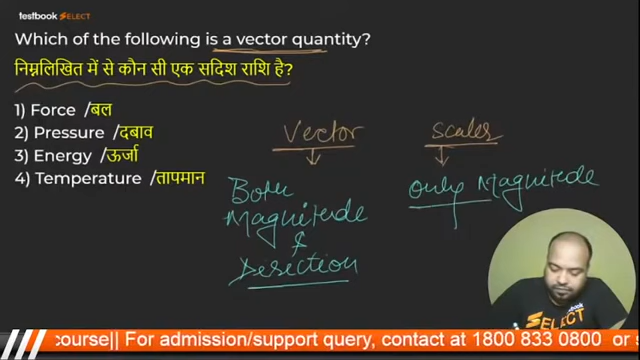 testbook SELECT
Which of the following is a vector quantity?
निम्नलिखित में से कौन सी एक सदिश राशि है?
1) Force /बल
2) Pressure /दबाव
3) Energy /ऊर्जा
4) Temperature /तापमान
Vector
Both
Magnitude
&
Direction
Scaler
Only Magnitude
SELECT
course|| For admission/support query, contact at 1800 833 0800 or s